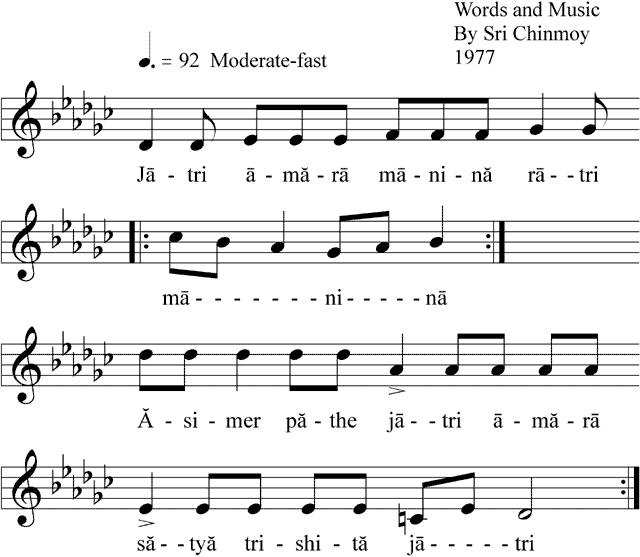 Words and Music
By Sri Chinmoy
1977
♩. = 92 Moderate-fast
Jā - tri ā - mă - rā mā - ni - nă rā - - tri
mā - - - - - - - ni - - - - - nā
Ă - si - mer pă - the jā - - tri ā - mă - rā
să - - tyă tri - shi - tă jā - - - - - tri